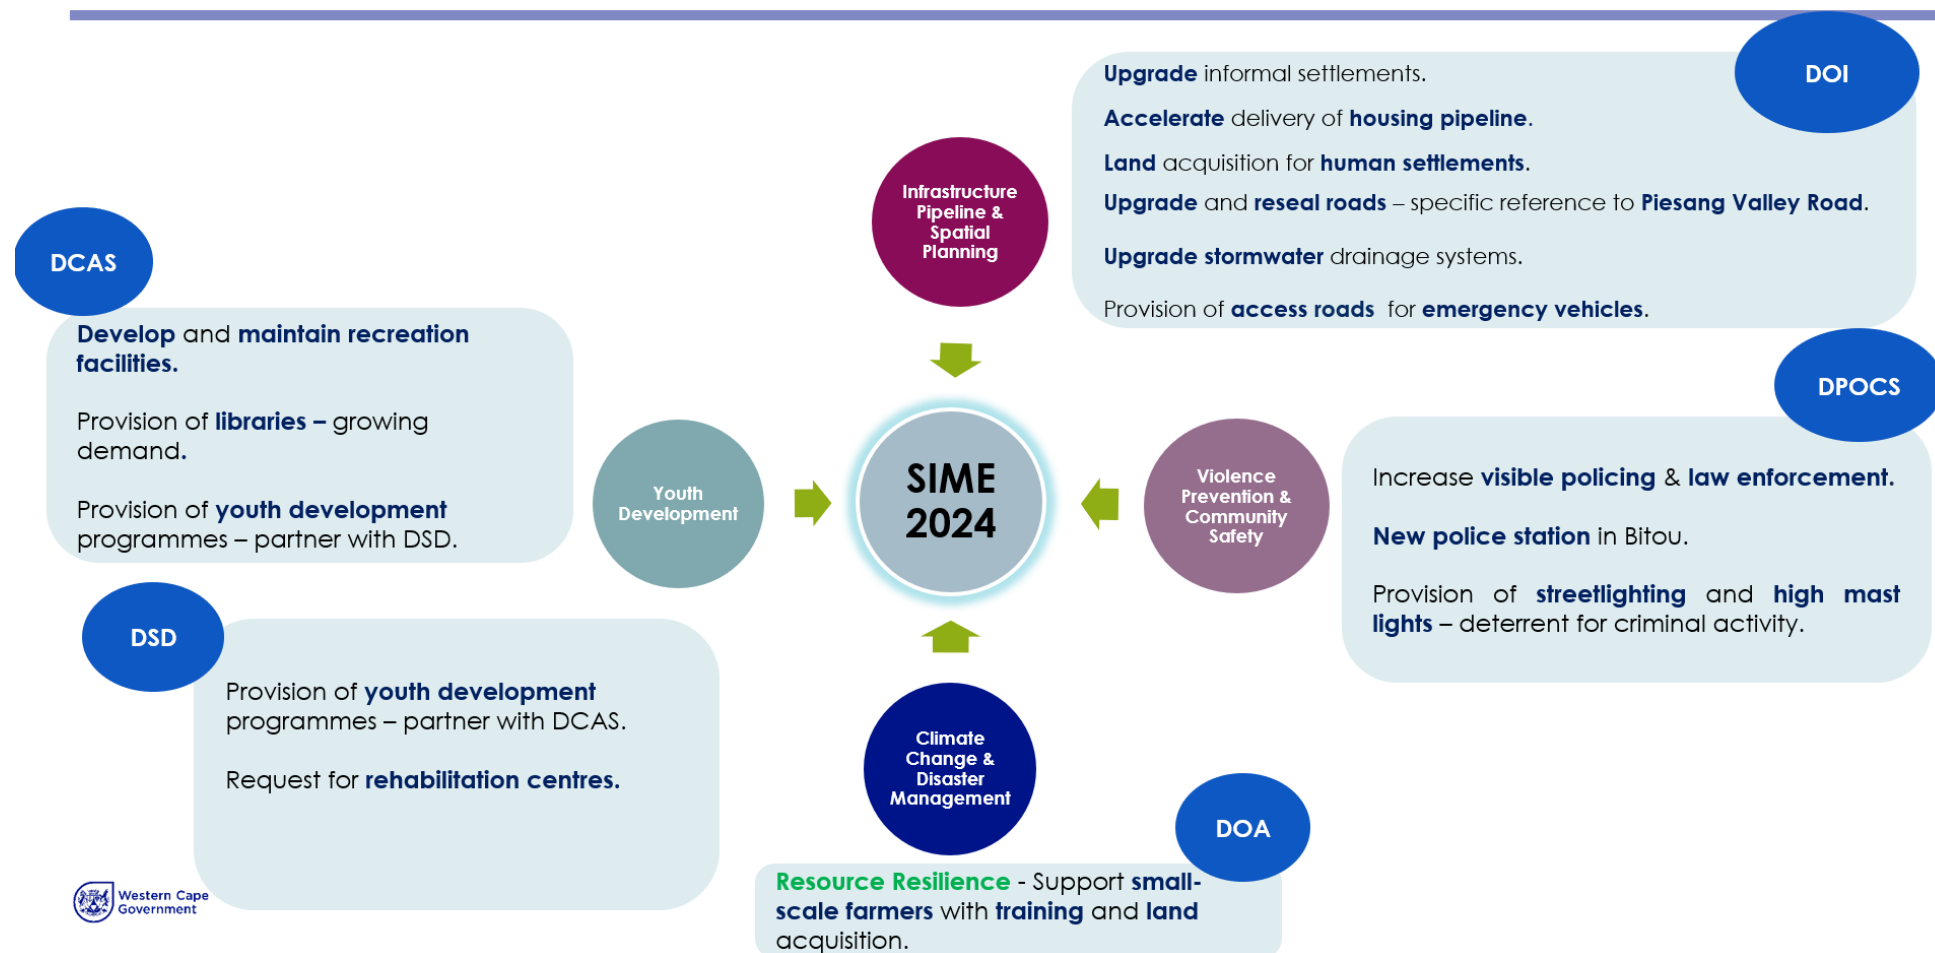 DOI
Upgrade informal settlements.
Accelerate delivery of housing pipeline.
Land acquisition for human settlements.
Upgrade and reseal roads – specific reference to Piesang Valley Road.
Upgrade stormwater drainage systems.
Provision of access roads  for emergency vehicles.
Infrastructure
Pipeline &
Spatial
Planning
DCAS
Develop and maintain recreation
facilities.
Provision of libraries – growing
demand.
Provision of youth development
programmes – partner with DSD.
Youth
Development
SIME
2024
Violence
Prevention &
Community
Safety
DPOCS
Increase visible policing & law enforcement.
New police station in Bitou.
Provision of streetlighting and high mast
lights – deterrent for criminal activity.
DSD
Provision of youth development
programmes – partner with DCAS.
Request for rehabilitation centres.
Climate
Change &
Disaster
Management
DOA
Resource Resilience - Support small-
scale farmers with training and land
acquisition.
Western Cape
Government